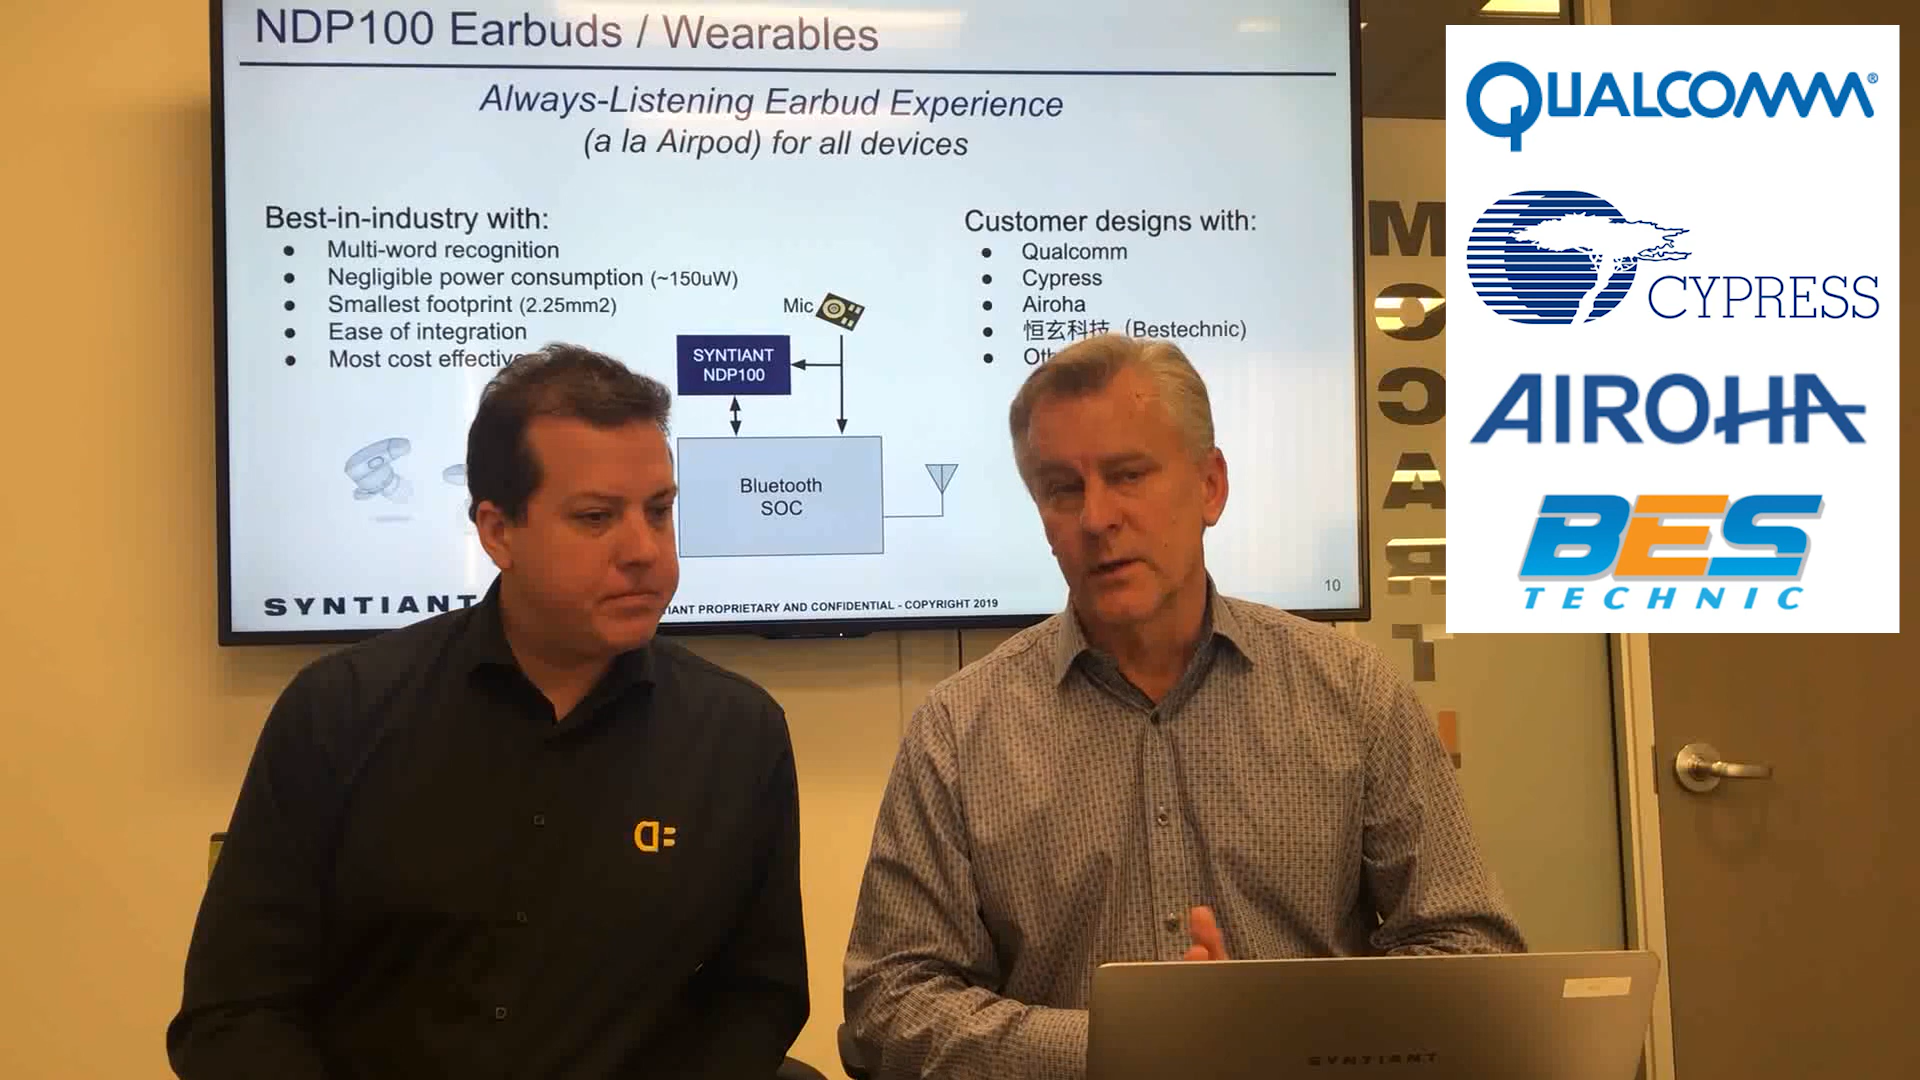 NDP100 Earbuds / Wearables
Always-Listening Earbud Experience
(a la Airpod) for all devices
Best-in-industry with:
Multi-word recognition
Negligible power consumption (~150uW)
Smallest footprint (2.25mm2)
Ease of integration
Most cost effective
Customer designs with:
Qualcomm
Cypress
Airoha
恒玄科技（Bestechnic)
Mic
SYNTIANT
NDP100
Bluetooth
SOC
SYNTIANT
PROPRIETARY AND CONFIDENTIAL - COPYRIGHT 2019
10
QUALCOMM®
CYPRESS
AIROHA
BES
TECHNIC
SYNTIANT